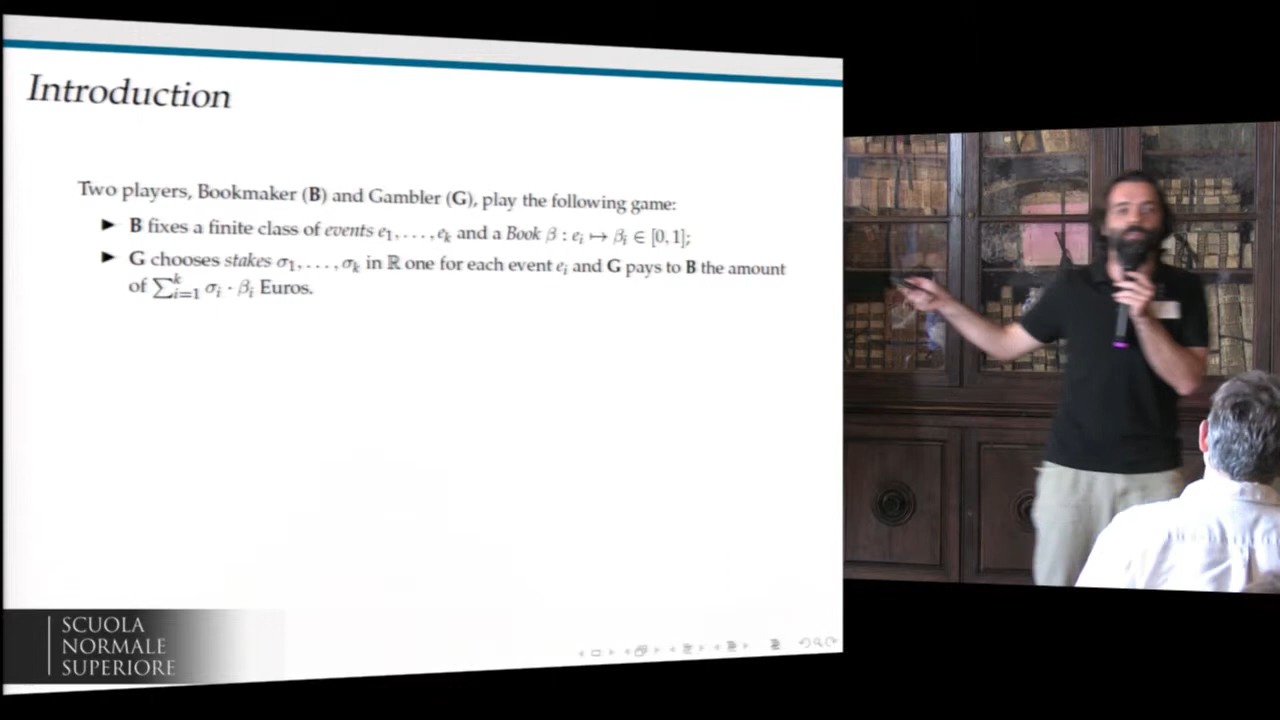 Introduction
Two players, Bookmaker (B) and Gambler (G), play the following game:
► B fixes a finite class of events e₁, . . . , eₖ and a Book β : eᵢ ↦ βᵢ ∈ [0, 1];
► G chooses stakes σ₁, . . . , σₖ in ℝ one for each event eᵢ and G pays to B the amount
of ∑ᵏᵢ₌₁ σᵢ · βᵢ Euros.
SCUOLA
NORMALE
SUPERIORE